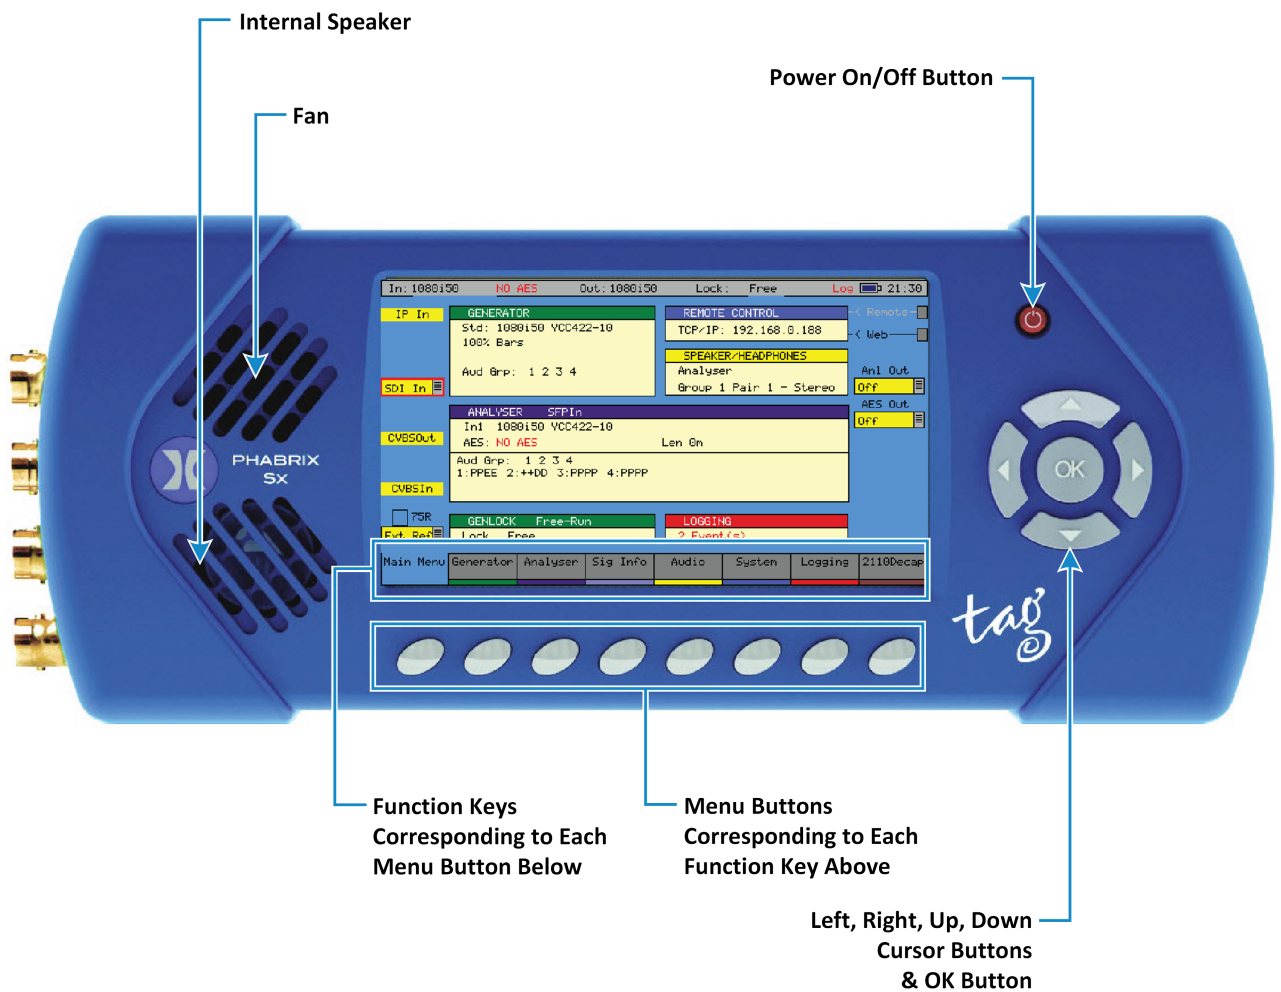 Internal Speaker
Power On/Off Button
Fan
In: 1080i50 NO AES Out: 1080i50 Lock: Free Log 21:30
IP In
GENERATOR
Std: 1080i50 YCC422-10
100% Bars
Aud Grp: 1 2 3 4
REMOTE CONTROL
TCP/IP: 192.168.0.188
< Remote
< Web
SPEAKER/HEADPHONES
Analyser
Group 1 Pair 1 - Stereo
Anl Out
Off
AES Out
Off
SDI In
ANALYSER SFPIn
In1 1080i50 YCC422-10
AES: NO AES Len 0m
Aud Grp: 1 2 3 4
1:PPEE 2:++DD 3:PPPP 4:PPPP
CVBSOut
CVBSIn
75R
Ext Ref
GENLOCK Free-Run
Lock Free
LOGGING
2 Event(s)
Main Menu Generator Analyser Sig Info Audio System Logging 2110Decap
PHABRIX
SX
OK
tag
Function Keys
Corresponding to Each
Menu Button Below
Menu Buttons
Corresponding to Each
Function Key Above
Left, Right, Up, Down
Cursor Buttons
& OK Button